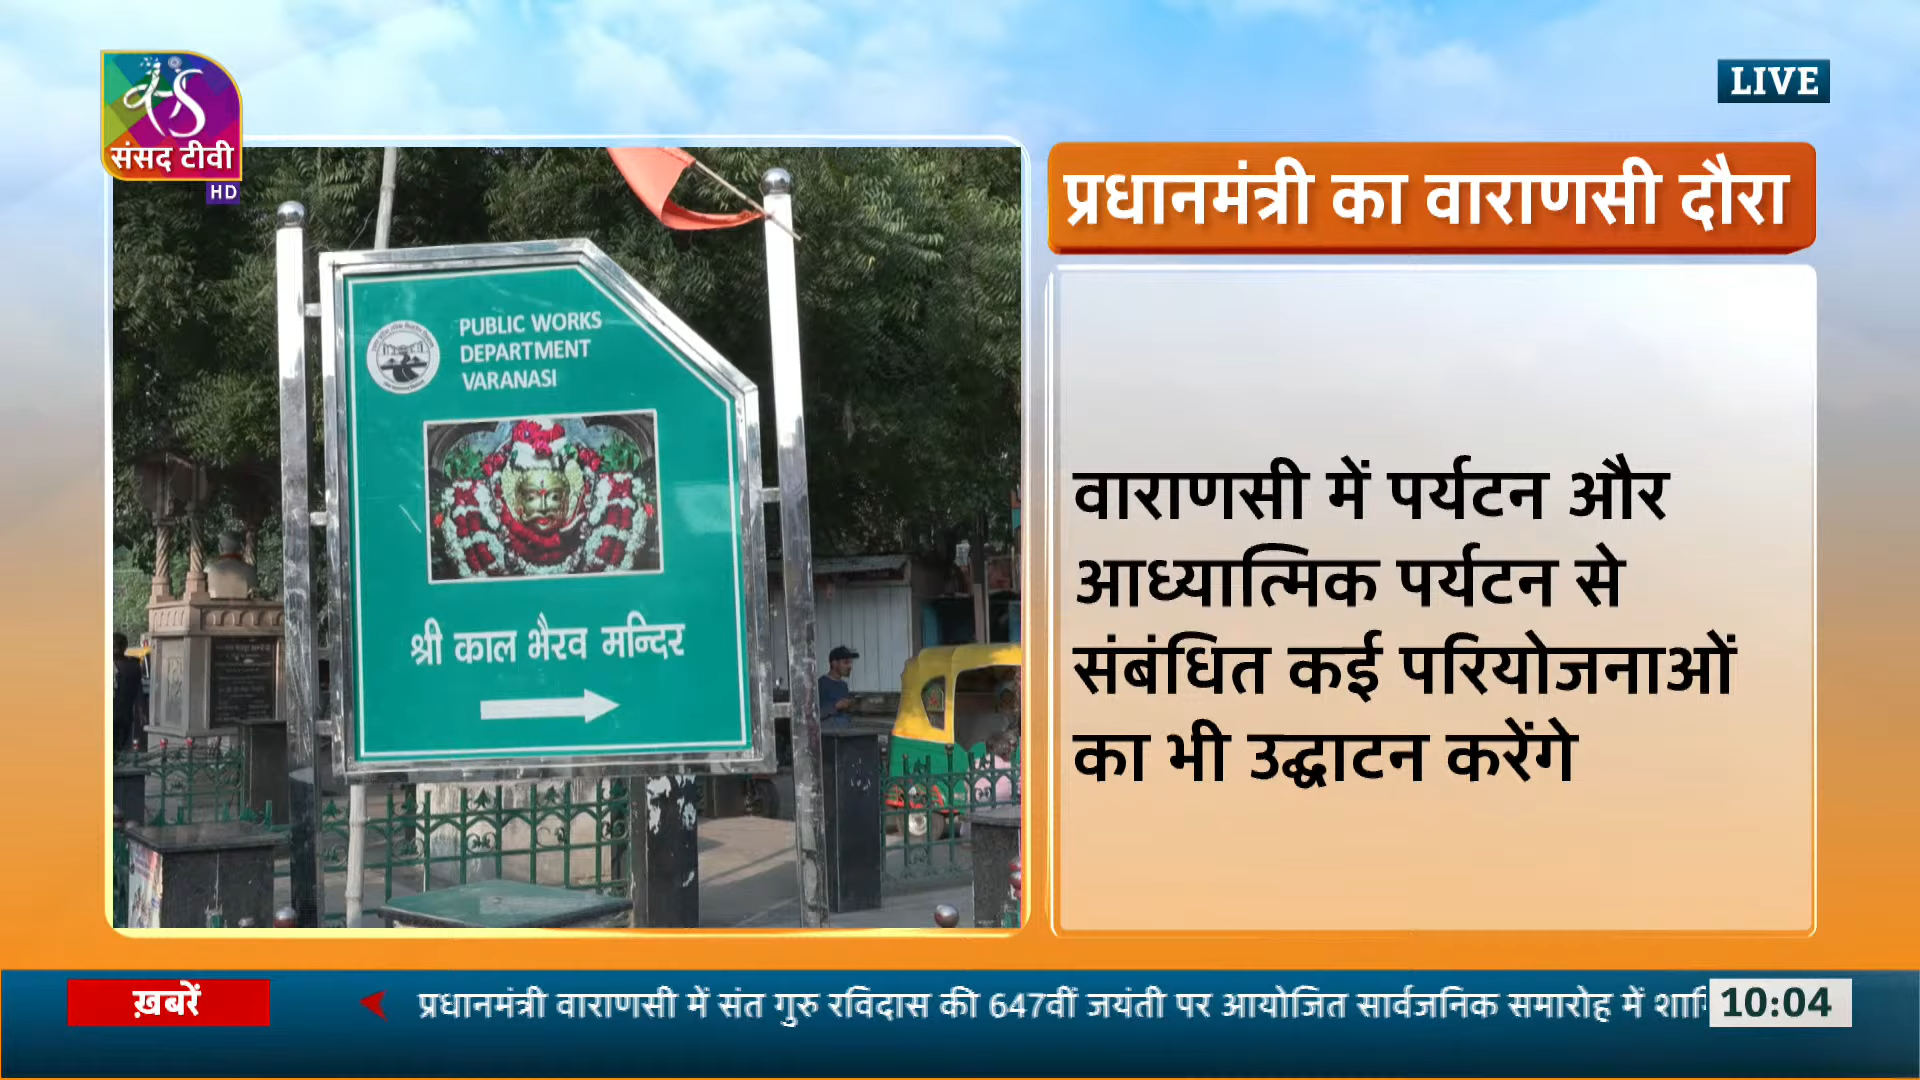 संसद टीवी
HD
LIVE
प्रधानमंत्री का वाराणसी दौरा
PUBLIC WORKS
DEPARTMENT
VARANASI
श्री काल भैरव मन्दिर
वाराणसी में पर्यटन और
आध्यात्मिक पर्यटन से
संबंधित कई परियोजनाओं
का भी उद्घाटन करेंगे
ख़बरें
प्रधानमंत्री वाराणसी में संत गुरु रविदास की 647वीं जयंती पर आयोजित सार्वजनिक समारोह में
10:04